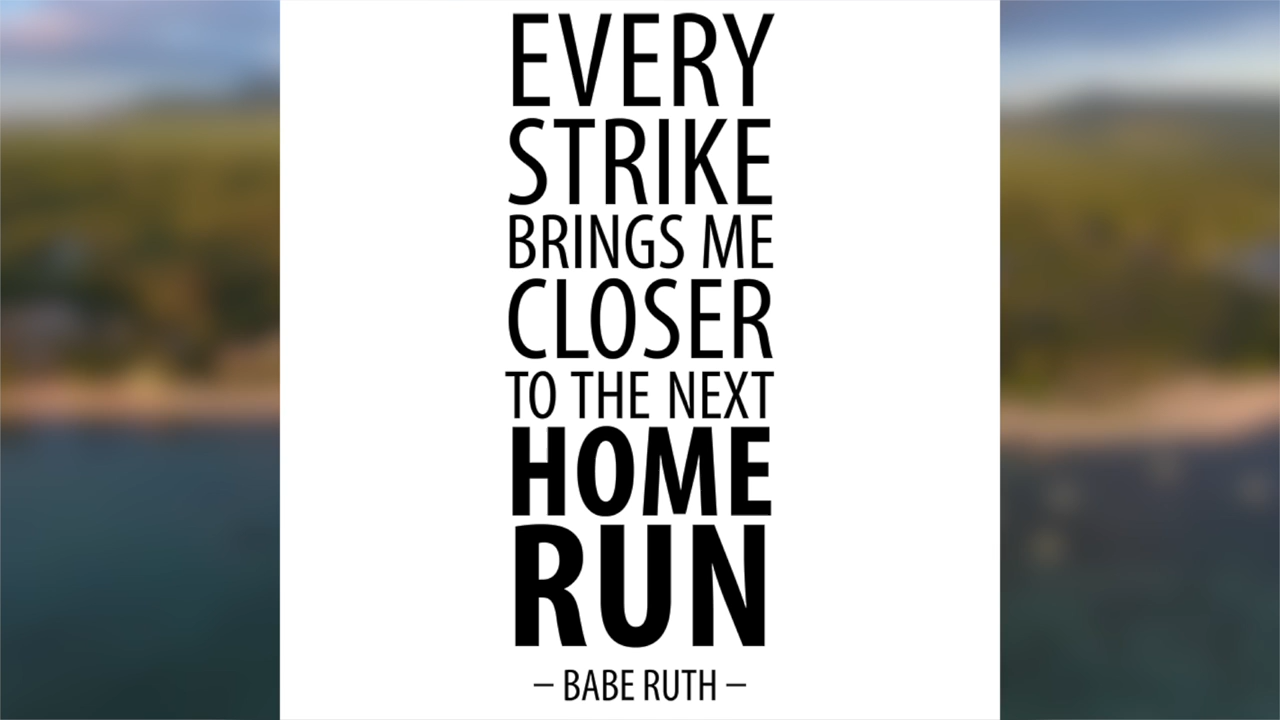 EVERY
STRIKE
BRINGS ME
CLOSER
TO THE NEXT
HOME
RUN
– BABE RUTH –